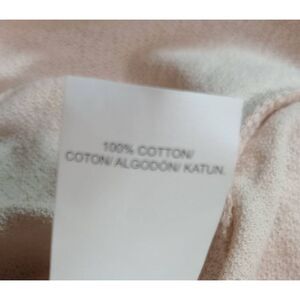 100% COTTON/
COTON/ ALGODÓN/ KATUN.